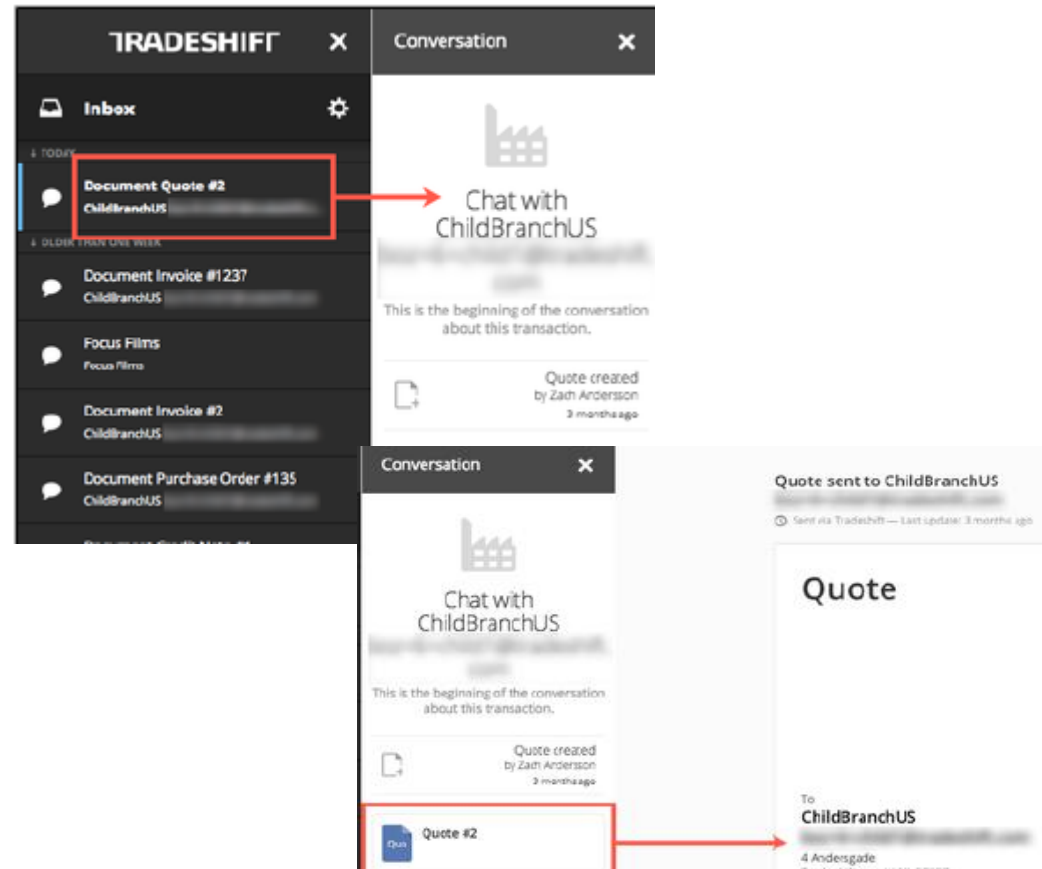 TRADESHIFT
Inbox
TODAY
Document Quote #2
ChildBranchUS
OLDER THAN ONE WEEK
Document Invoice #1237
ChildBranchUS
Focus Films
Focus Films
Document Invoice #2
ChildBranchUS
Document Purchase Order #135
ChildBranchUS
Conversation
Chat with
ChildBranchUS
This is the beginning of the conversation
about this transaction.
Quote created
by Zach Andersson
3 months ago
Conversation
Chat with
ChildBranchUS
This is the beginning of the conversation
about this transaction.
Quote created
by Zach Andersson
3 months ago
Quo
Quote #2
Quote sent to ChildBranchUS
Sent via Tradeshift — Last update: 3 months ago
Quote
To
ChildBranchUS
4 Andersgade